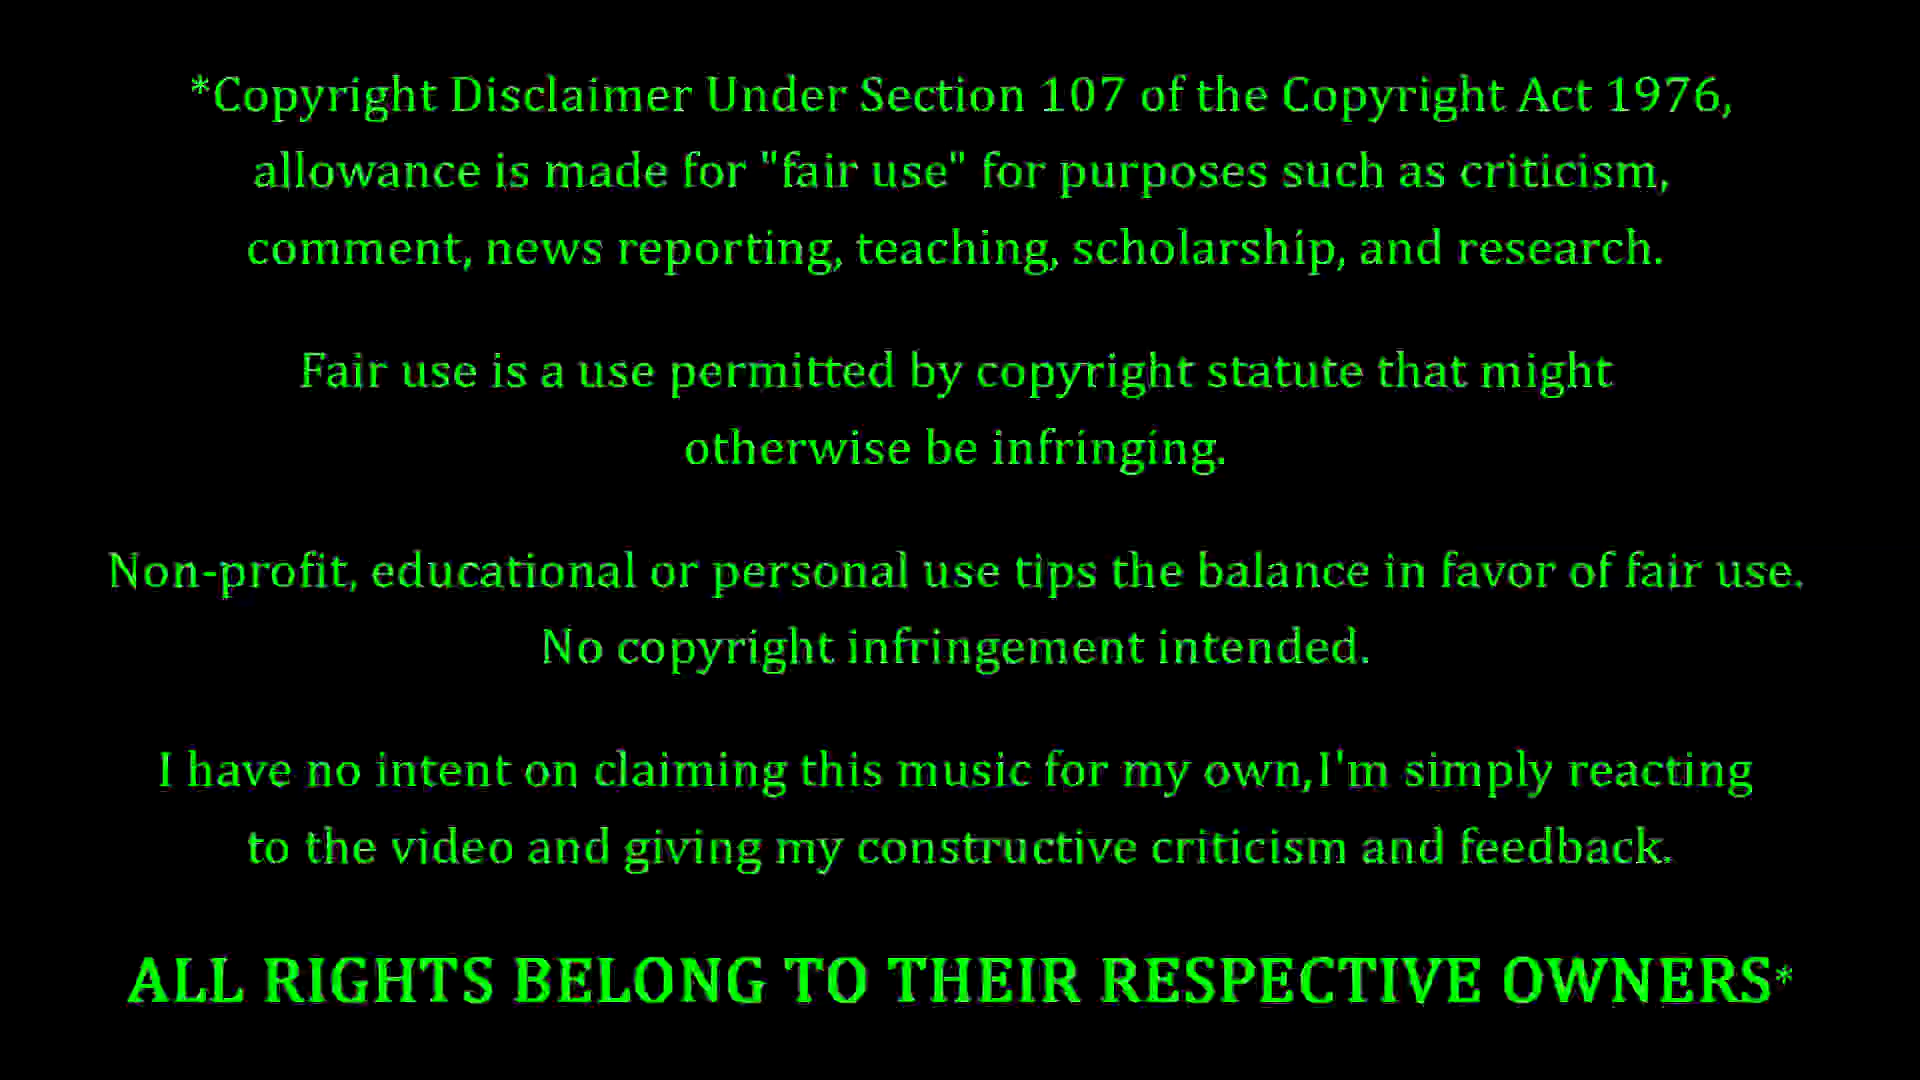 *Copyright Disclaimer Under Section 107 of the Copyright Act 1976,
allowance is made for "fair use" for purposes such as criticism,
comment, news reporting, teaching, scholarship, and research.
Fair use is a use permitted by copyright statute that might
otherwise be infringing.
Non-profit, educational or personal use tips the balance in favor of fair use.
No copyright infringement intended.
I have no intent on claiming this music for my own,I'm simply reacting
to the video and giving my constructive criticism and feedback.
ALL RIGHTS BELONG TO THEIR RESPECTIVE OWNERS*